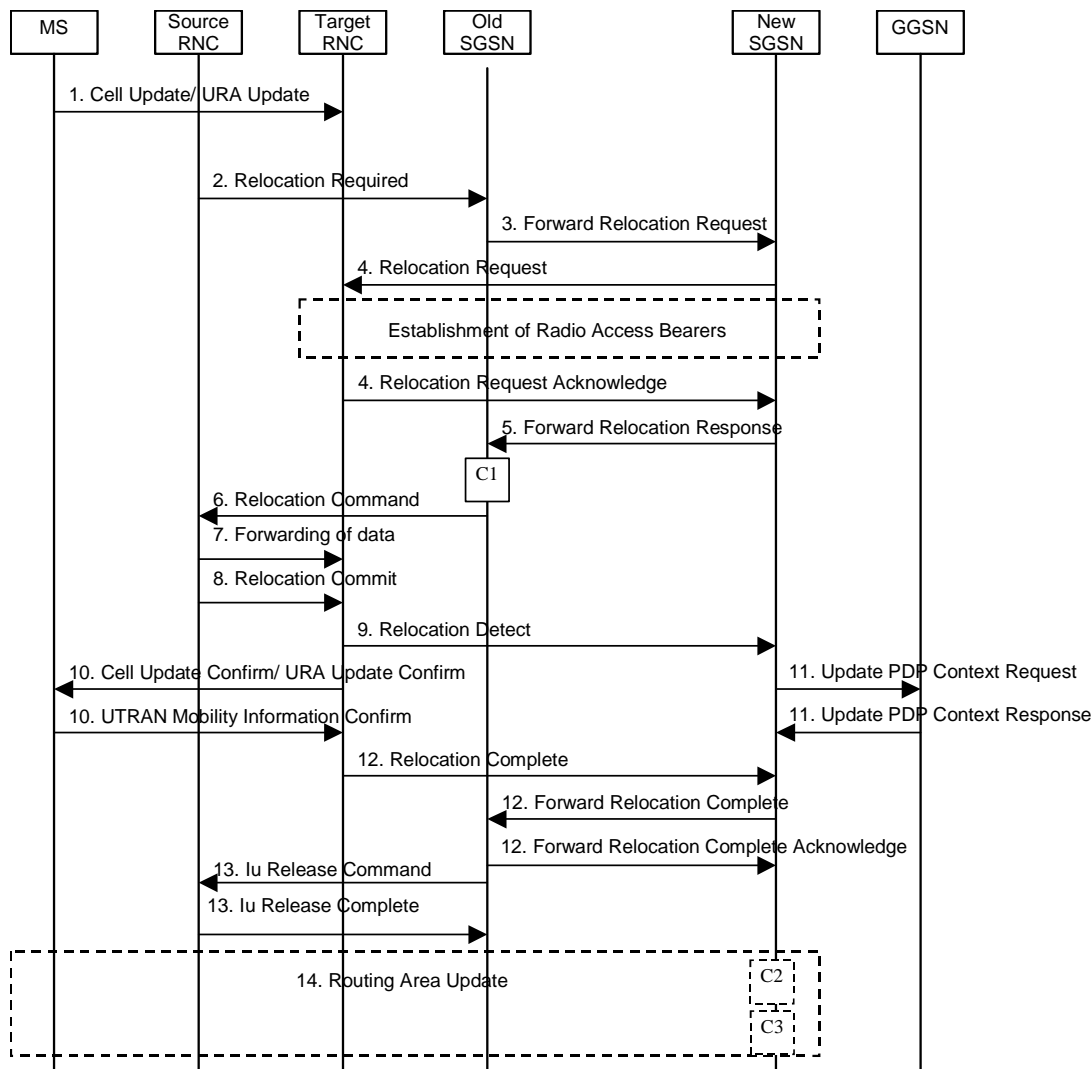 MS
Source
RNC
Target
RNC
Old
SGSN
New
SGSN
GGSN
1. Cell Update/ URA Update
2. Relocation Required
3. Forward Relocation Request
4. Relocation Request
Establishment of Radio Access Bearers
4. Relocation Request Acknowledge
5. Forward Relocation Response
C1
6. Relocation Command
7. Forwarding of data
8. Relocation Commit
9. Relocation Detect
10. Cell Update Confirm/ URA Update Confirm
11. Update PDP Context Request
10. UTRAN Mobility Information Confirm
11. Update PDP Context Response
12. Relocation Complete
12. Forward Relocation Complete
12. Forward Relocation Complete Acknowledge
13. Iu Release Command
13. Iu Release Complete
14. Routing Area Update
C2
C3